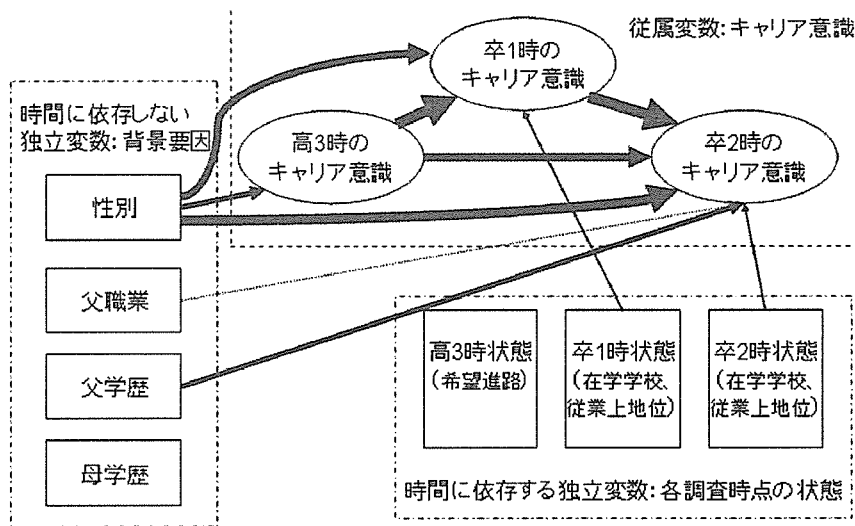 従属変数:キャリア意識
卒1時の
キャリア意識
時間に依存しない
独立変数:背景要因
高3時の
キャリア意識
卒2時の
キャリア意識
性別
父職業
父学歴
母学歴
高3時状態
(希望進路)
卒1時状態
(在学学校、
従業上地位)
卒2時状態
(在学学校、
従業上地位)
時間に依存する独立変数:各調査時点の状態